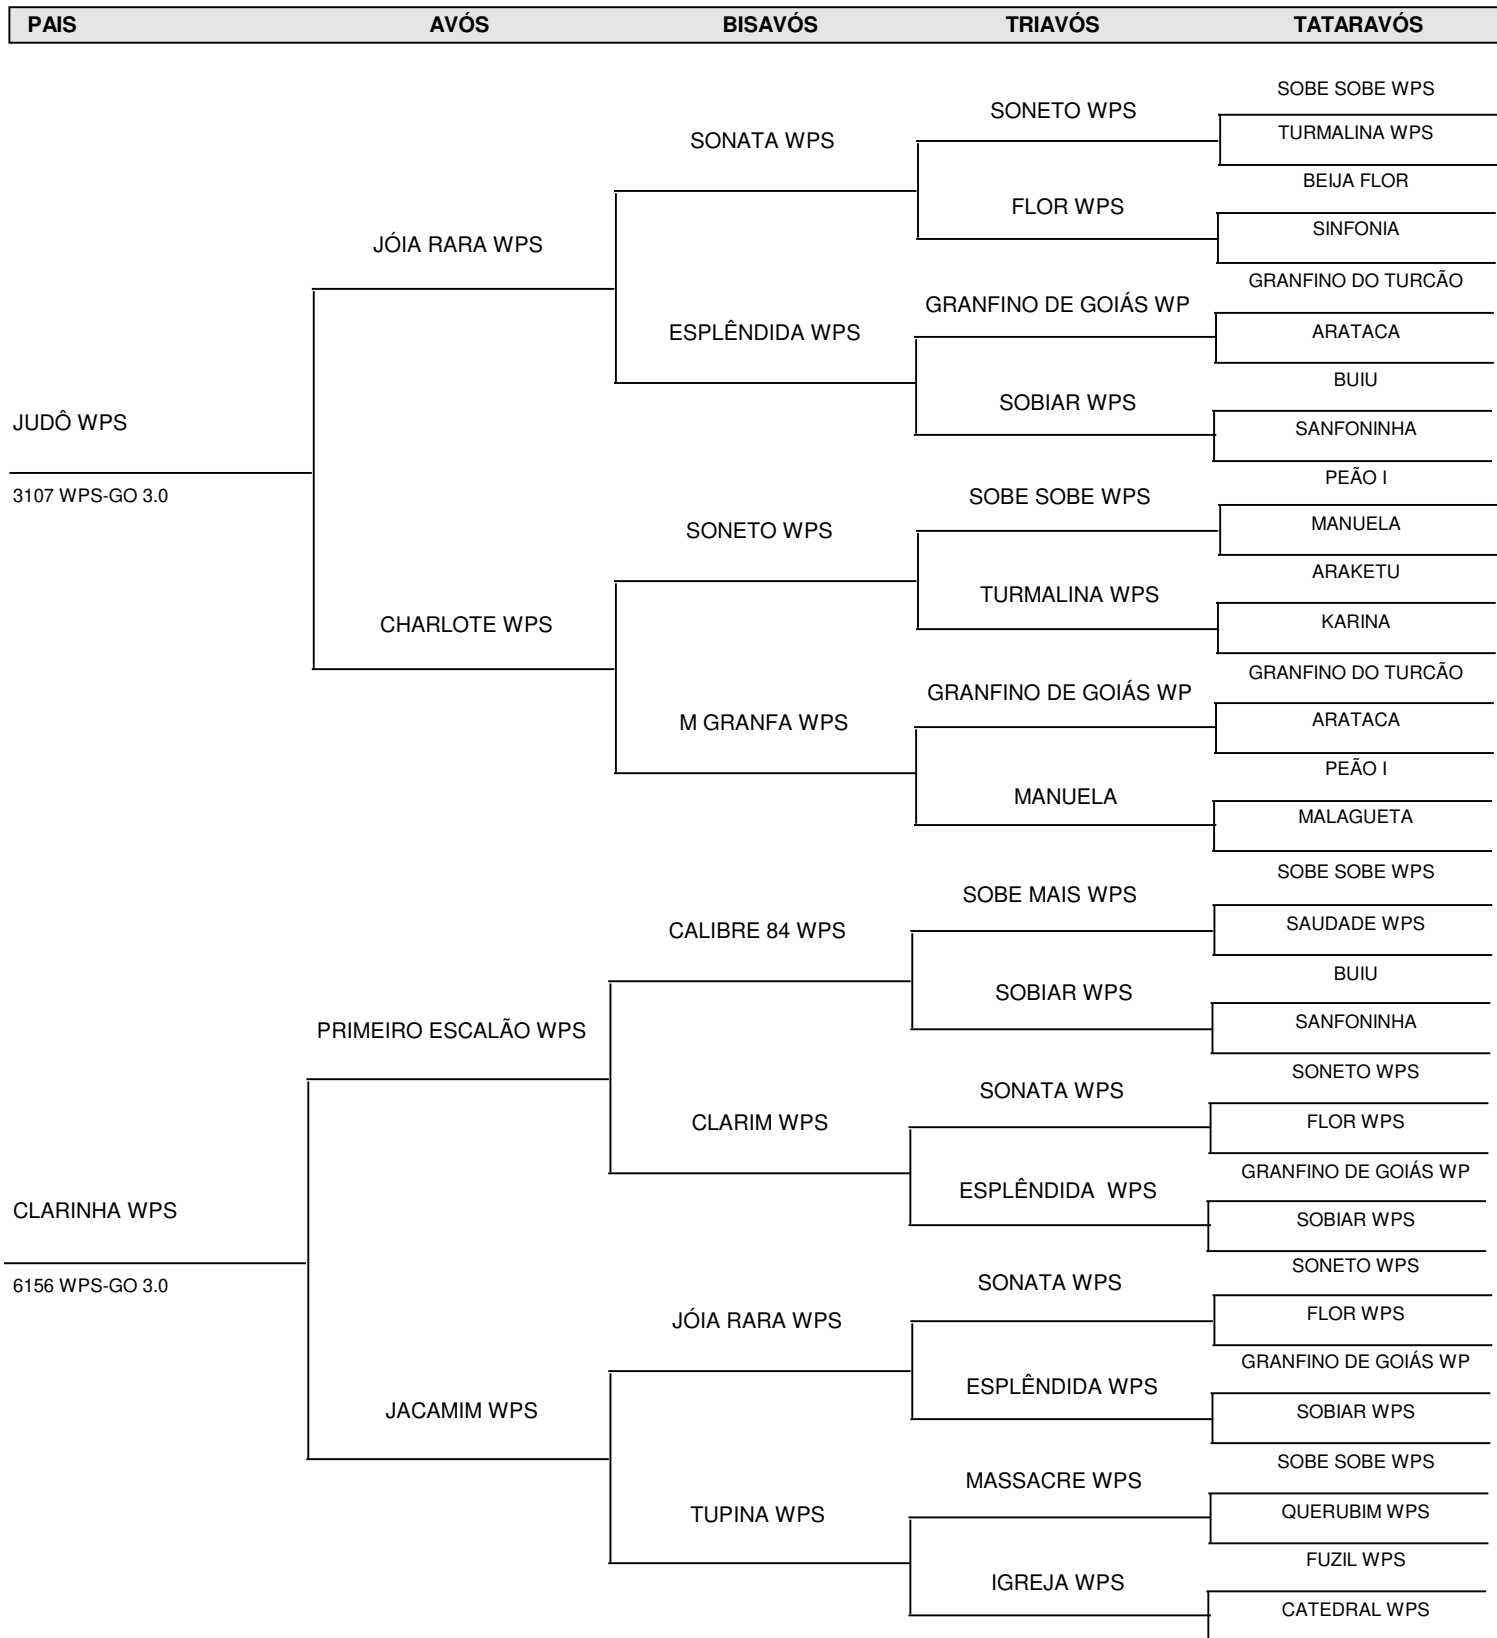 PAIS AVÓS BISAVÓS TRIAVÓS TATARAVÓS
SOBE SOBE WPS
SONETO WPS
TURMALINA WPS
SONATA WPS
BEIJA FLOR
FLOR WPS
SINFONIA
JÓIA RARA WPS
GRANFINO DO TURCÃO
GRANFINO DE GOIÁS WP
ESPLÊNDIDA WPS
ARATACA
BUIU
SOBIAR WPS
JUDÔ WPS
SANFONINHA
PEÃO I
3107 WPS-GO 3.0
SOBE SOBE WPS
MANUELA
SONETO WPS
ARAKETU
TURMALINA WPS
KARINA
CHARLOTE WPS
GRANFINO DO TURCÃO
GRANFINO DE GOIÁS WP
ARATACA
M GRANFA WPS
PEÃO I
MANUELA
MALAGUETA
SOBE SOBE WPS
SOBE MAIS WPS
SAUDADE WPS
CALIBRE 84 WPS
BUIU
SOBIAR WPS
SANFONINHA
PRIMEIRO ESCALÃO WPS
SONETO WPS
SONATA WPS
FLOR WPS
CLARIM WPS
GRANFINO DE GOIÁS WP
ESPLÊNDIDA  WPS
CLARINHA WPS
SOBIAR WPS
SONETO WPS
6156 WPS-GO 3.0
SONATA WPS
FLOR WPS
JÓIA RARA WPS
GRANFINO DE GOIÁS WP
ESPLÊNDIDA WPS
JACAMIM WPS
SOBIAR WPS
SOBE SOBE WPS
MASSACRE WPS
QUERUBIM WPS
TUPINA WPS
FUZIL WPS
IGREJA WPS
CATEDRAL WPS